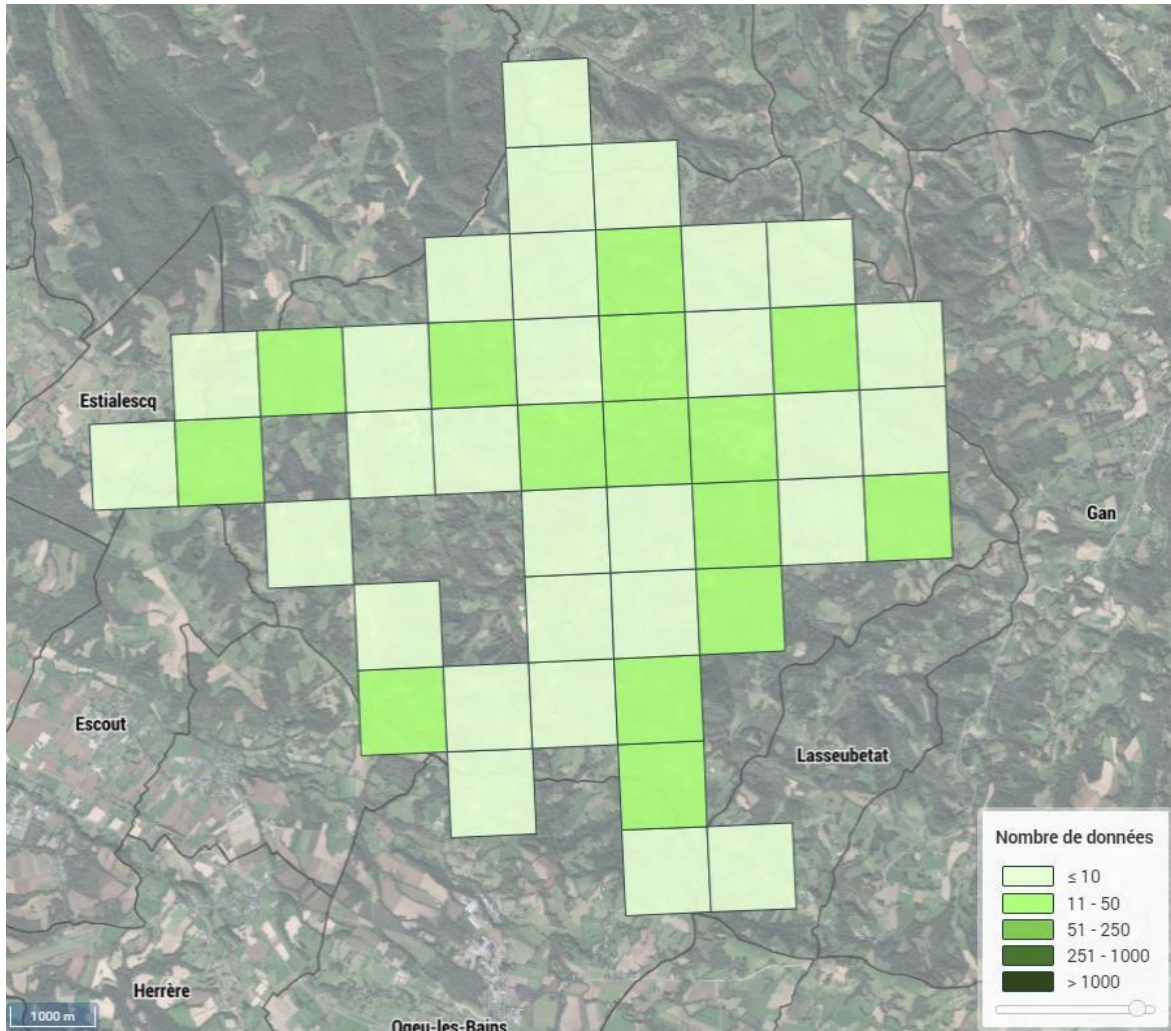 Estialescq
Gan
Escout
Lasseubetat
Herrère
Ogeu-les-Bains
1000 m
Nombre de données
≤ 10
11 - 50
51 - 250
251 - 1000
> 1000